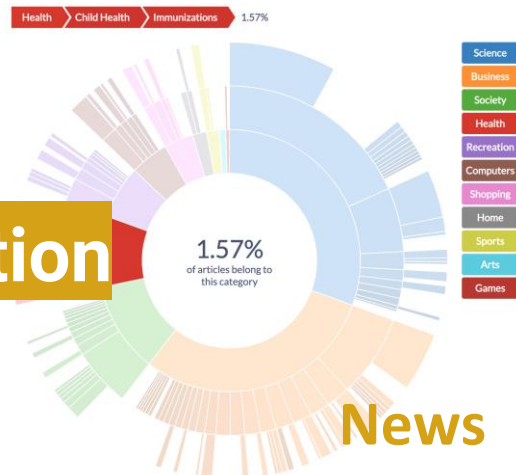 Health Child Health Immunizations 1.57%
Science
Business
Society
Health
Recreation
Computers
Shopping
Home
Sports
Arts
Games
tion
1.57%
of articles belong to
this category
News